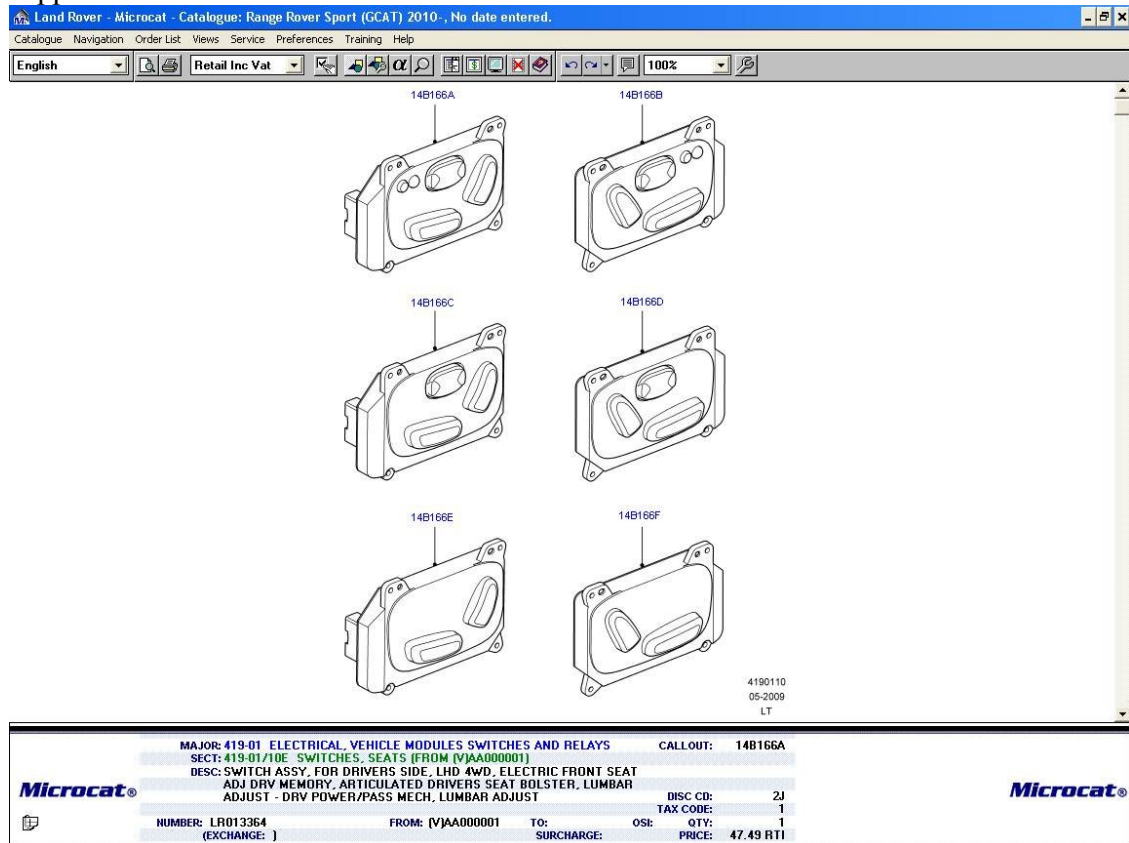 Land Rover - Microcat - Catalogue: Range Rover Sport (GCAT) 2010-, No date entered.
Catalogue Navigation Order List Views Service Preferences Training Help
English Retail Inc Vat 100%
14B166A 14B166B
14B166C 14B166D
14B166E 14B166F
4190110
05-2009
LT
MAJOR: 419-01 ELECTRICAL, VEHICLE MODULES SWITCHES AND RELAYS CALLOUT: 14B166A
SECT: 419-01/10E SWITCHES, SEATS (FROM (V)AA000001)
DESC: SWITCH ASSY, FOR DRIVERS SIDE, LHD 4WD, ELECTRIC FRONT SEAT
ADJ DRV MEMORY, ARTICULATED DRIVERS SEAT BOLSTER, LUMBAR
ADJUST - DRV POWER/PASS MECH, LUMBAR ADJUST DISC CD: 2J
TAX CODE: 1
NUMBER: LR013364 FROM: (V)AA000001 TO: OSI: QTY: 1
(EXCHANGE: ) SURCHARGE: PRICE: 47.49 RTI
Microcat®
Microcat®